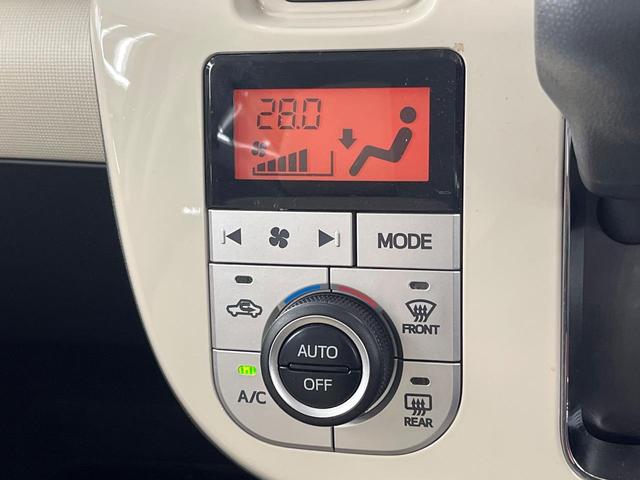 28.0
MODE
FRONT
AUTO
OFF
A/C
REAR